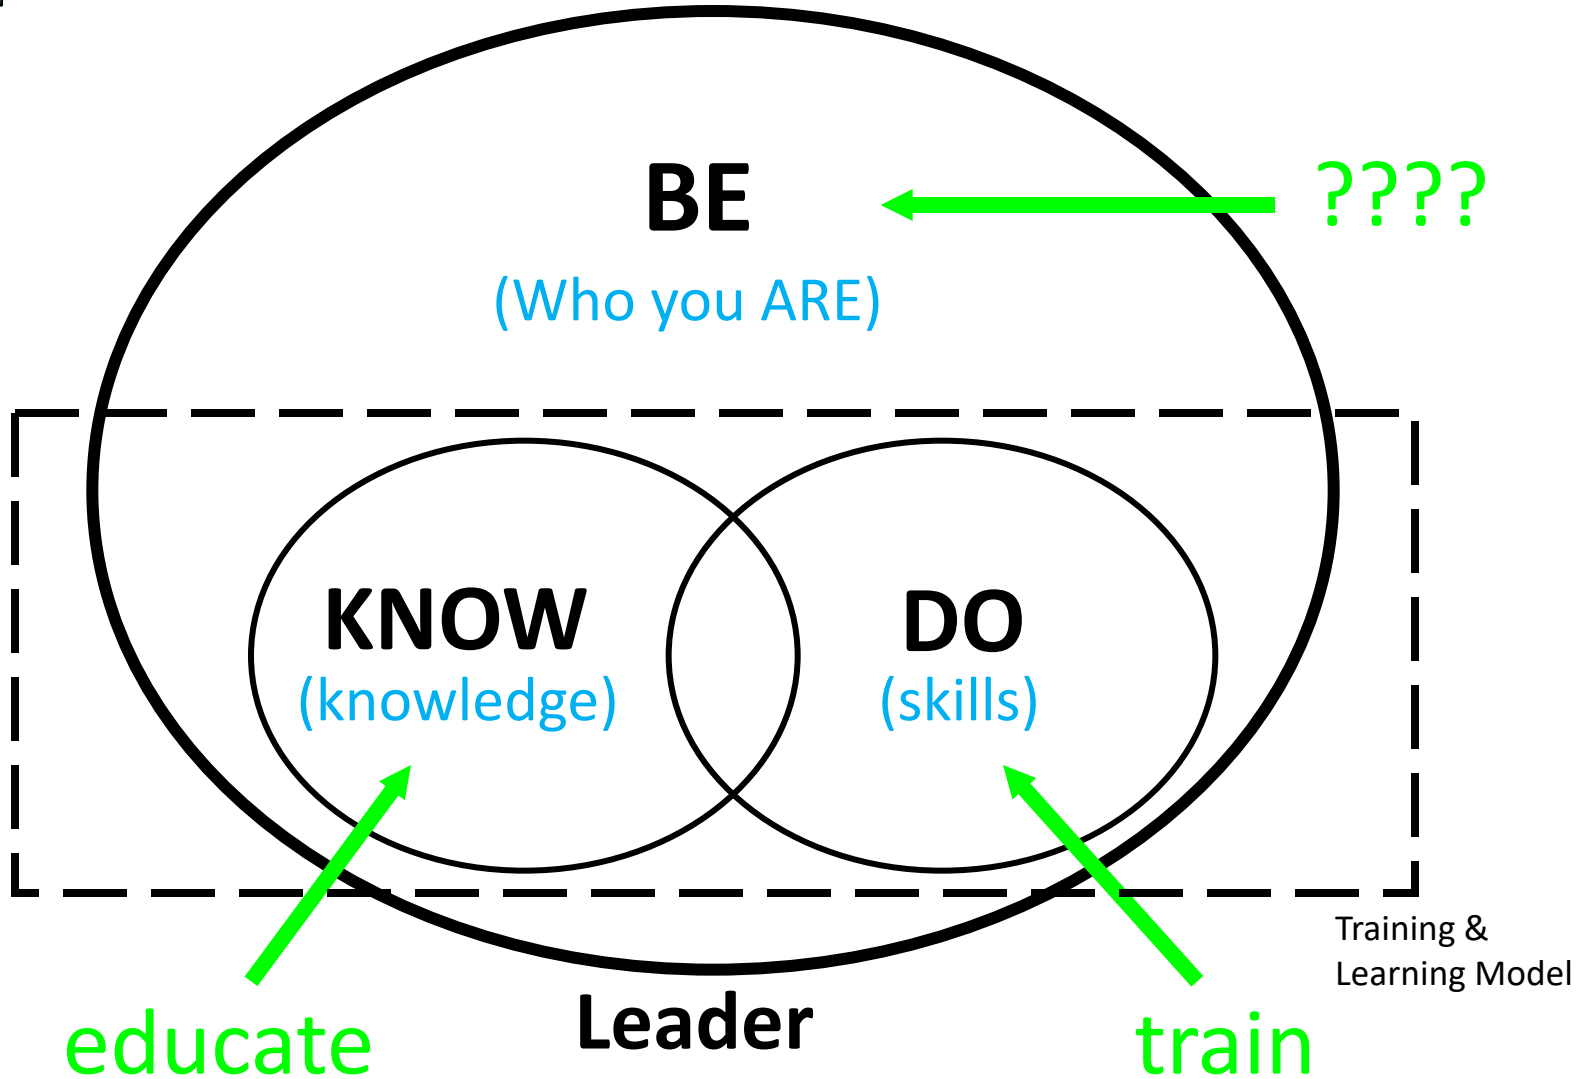 BE
????
(Who you ARE)
KNOW
DO
(knowledge)
(skills)
Training &
Learning Model
Leader
educate
train